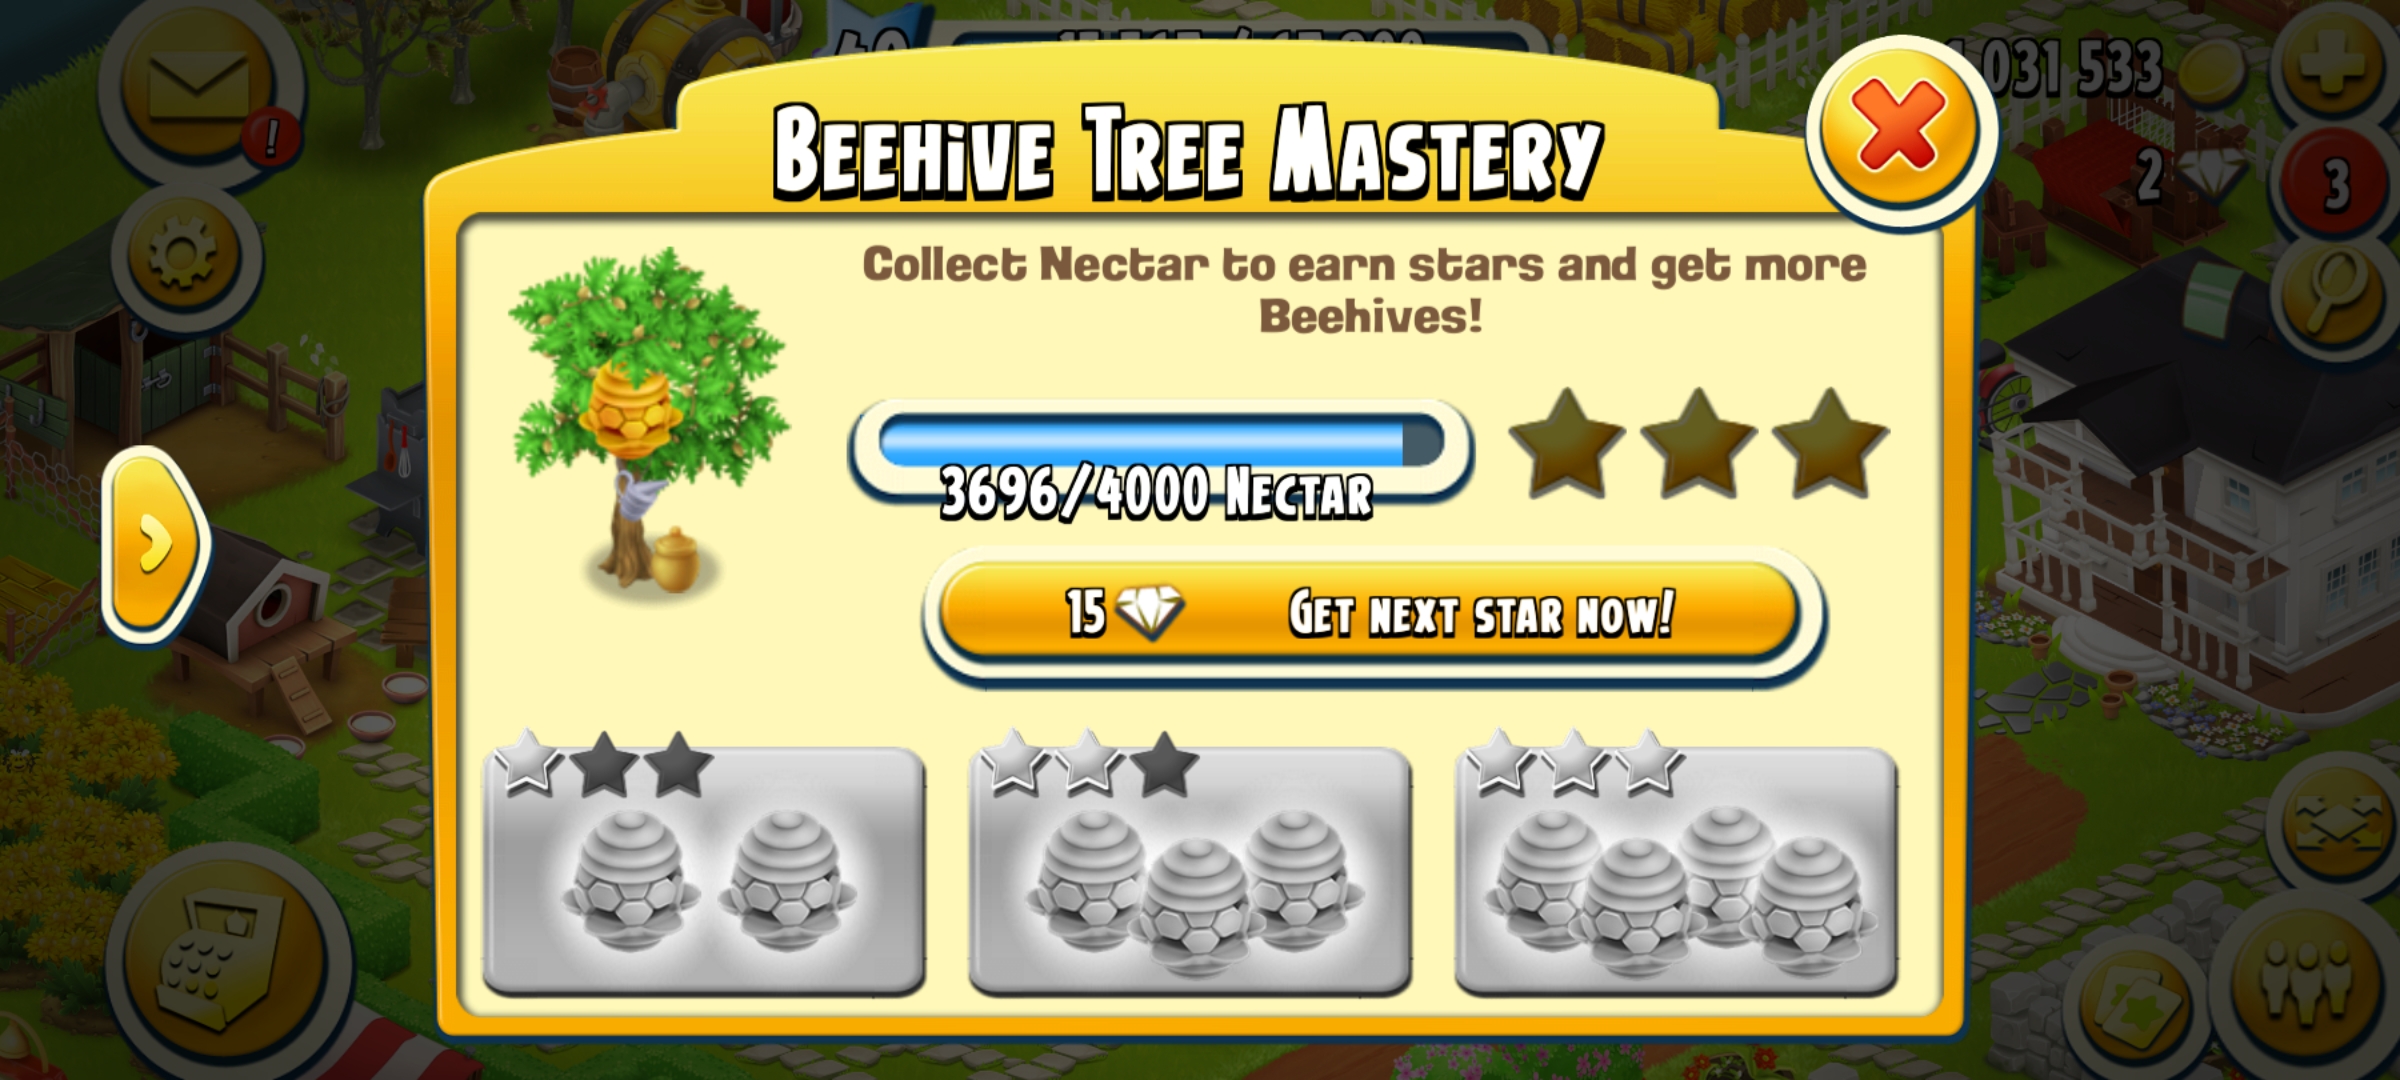 Beehive Tree Mastery
031 533
2
3
!
Collect Nectar to earn stars and get more
Beehives!
3696/4000 Nectar
15 Get next star now!